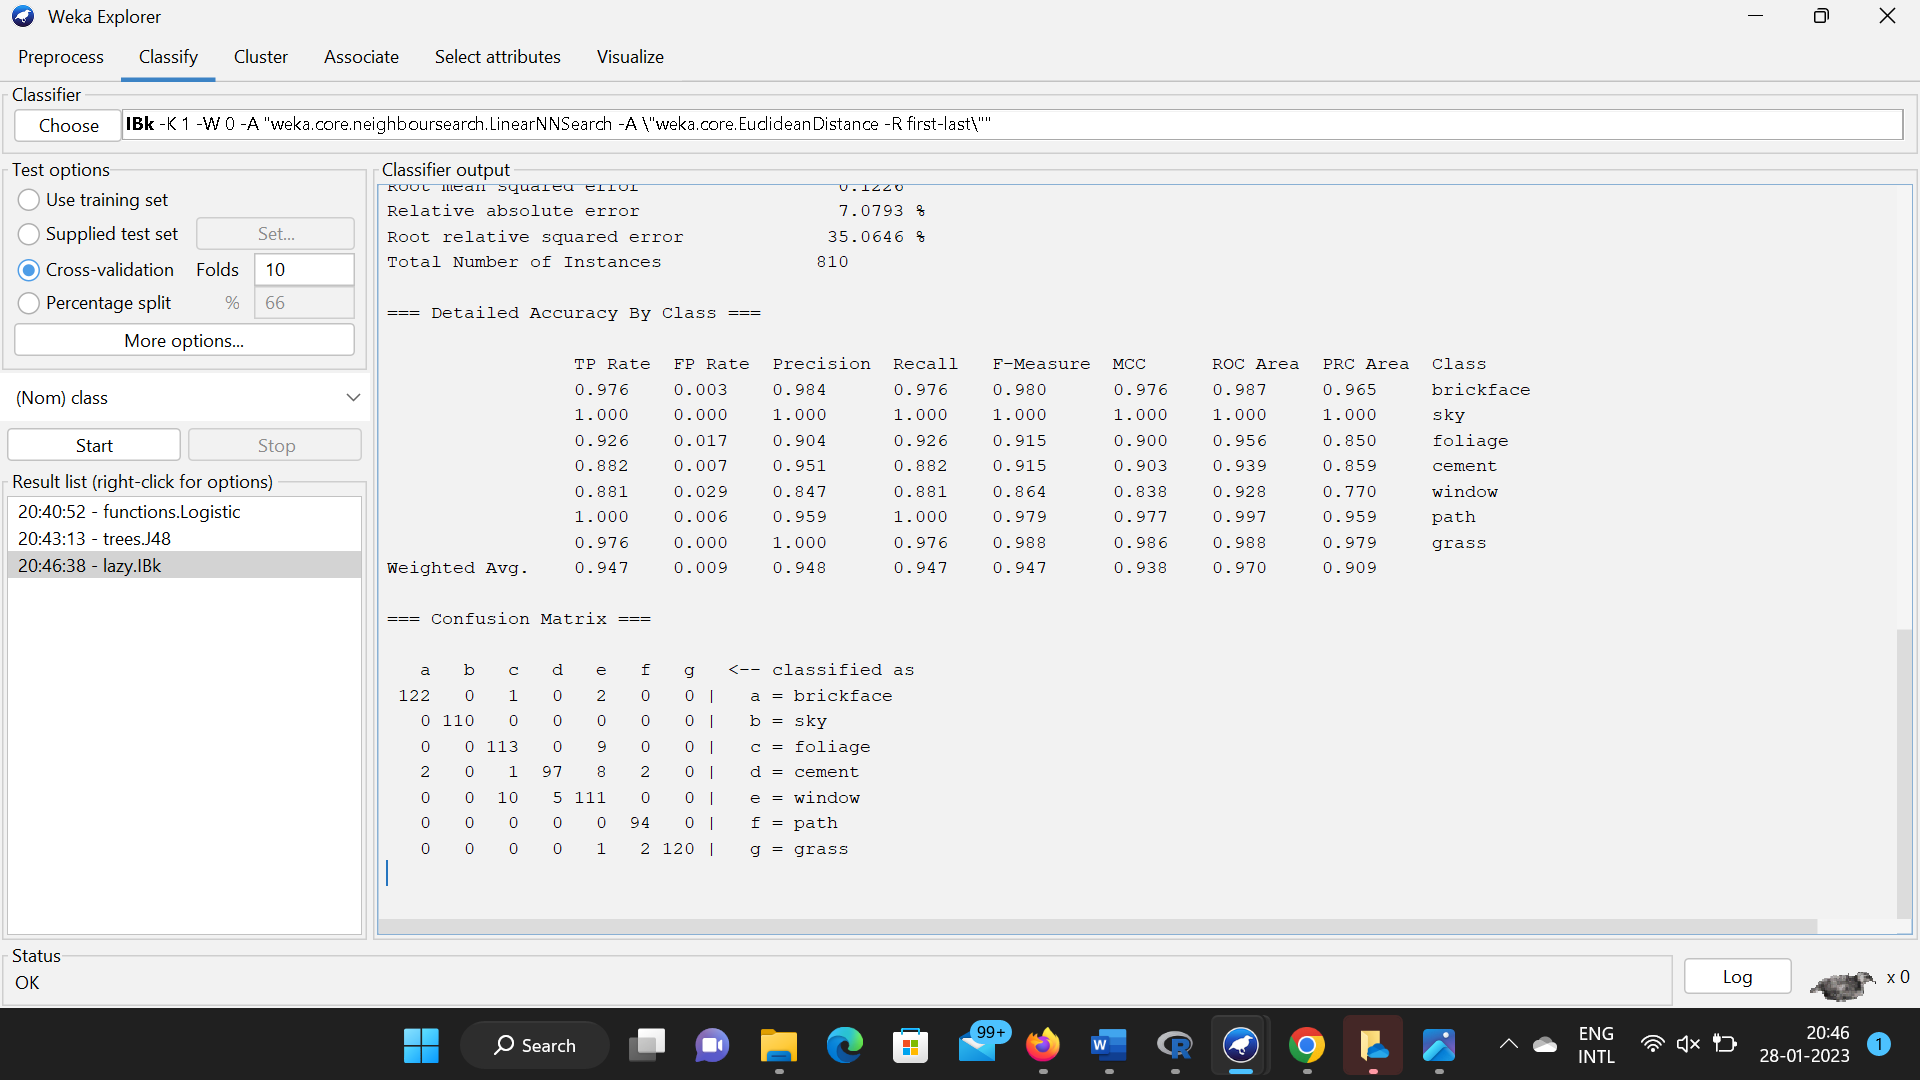 Weka Explorer
Preprocess Classify Cluster Associate Select attributes Visualize
Classifier
Choose IBk -K 1 -W 0 -A "weka.core.neighboursearch.LinearNNSearch -A \"weka.core.EuclideanDistance -R first-last\""
Test options
Use training set
Supplied test set Set...
Cross-validation Folds 10
Percentage split % 66
More options...
(Nom) class
Start Stop
Result list (right-click for options)
20:40:52 - functions.Logistic
20:43:13 - trees.J48
20:46:38 - lazy.IBk
Classifier output
Root mean squared error 0.1226
Relative absolute error 7.0793 %
Root relative squared error 35.0646 %
Total Number of Instances 810
=== Detailed Accuracy By Class ===
TP Rate FP Rate Precision Recall F-Measure MCC ROC Area PRC Area Class
0.976 0.003 0.984 0.976 0.980 0.976 0.987 0.965 brickface
1.000 0.000 1.000 1.000 1.000 1.000 1.000 1.000 sky
0.926 0.017 0.904 0.926 0.915 0.900 0.956 0.850 foliage
0.882 0.007 0.951 0.882 0.915 0.903 0.939 0.859 cement
0.881 0.029 0.847 0.881 0.864 0.838 0.928 0.770 window
1.000 0.006 0.959 1.000 0.979 0.977 0.997 0.959 path
0.976 0.000 1.000 0.976 0.988 0.986 0.988 0.979 grass
Weighted Avg. 0.947 0.009 0.948 0.947 0.947 0.938 0.970 0.909
=== Confusion Matrix ===
a b c d e f g <-- classified as
122 0 1 0 2 0 0 | a = brickface
0 110 0 0 0 0 0 | b = sky
0 0 113 0 9 0 0 | c = foliage
2 0 1 97 8 2 0 | d = cement
0 0 10 5 111 0 0 | e = window
0 0 0 0 0 94 0 | f = path
0 0 0 0 1 2 120 | g = grass
Status
OK
Log x 0
Search
99+
W
R
ENG
INTL
20:46
28-01-2023
1